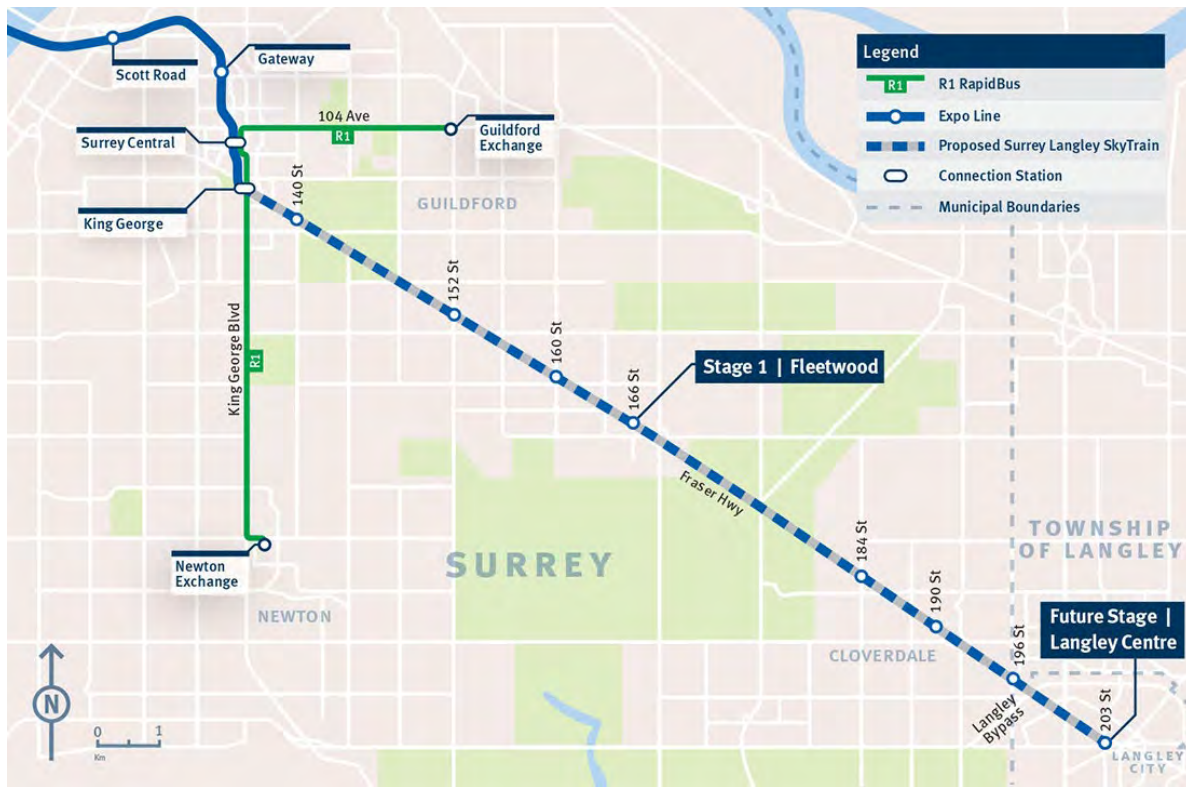 Scott Road
Gateway
Surrey Central
King George
104 Ave
R1
Guildford
Exchange
GUILDFORD
140 St
152 St
160 St
166 St
Stage 1 | Fleetwood
King George Blvd
R1
Fraser Hwy
SURREY
Newton
Exchange
NEWTON
184 St
190 St
196 St
203 St
CLOVERDALE
TOWNSHIP
OF LANGLEY
Future Stage |
Langley Centre
Langley
Bypass
LANGLEY
CITY
N
0 1
Km
Legend
R1 R1 RapidBus
Expo Line
Proposed Surrey Langley SkyTrain
Connection Station
Municipal Boundaries